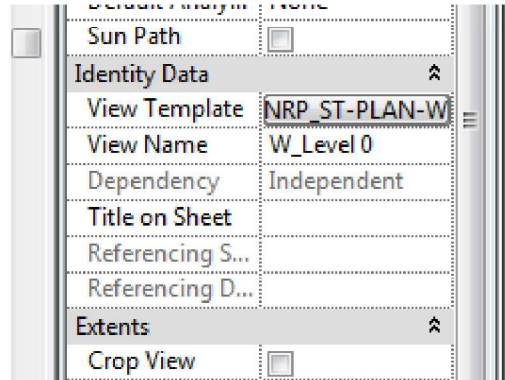 Sun Path
Identity Data
View Template NRP_ST-PLAN-W
View Name W_Level 0
Dependency Independent
Title on Sheet
Referencing S...
Referencing D...
Extents
Crop View